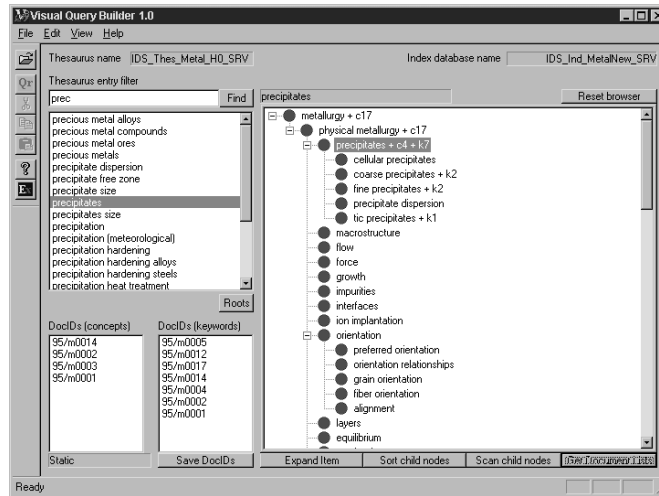 Visual Query Builder 1.0
File Edit View Help
Thesaurus name IDS_Thes_Metal_H0_SRV
Index database name IDS_Ind_MetalNew_SRV
Thesaurus entry filter
prec Find
precious metal alloys
precious metal compounds
precious metal ores
precious metals
precipitate dispersion
precipitate free zone
precipitate size
precipitates
precipitates size
precipitation
precipitation (meteorological)
precipitation hardening
precipitation hardening alloys
precipitation hardening steels
precipitation heat treatment
Roots
DocIDs (concepts)
95/m0014
95/m0002
95/m0003
95/m0001
Static
DocIDs (keywords)
95/m0005
95/m0012
95/m0017
95/m0014
95/m0004
95/m0002
95/m0001
Save DocIDs
precipitates Reset browser
metallurgy + c17
physical metallurgy + c17
precipitates + c4 + k7
cellular precipitates
coarse precipitates + k2
fine precipitates + k2
precipitate dispersion
tic precipitates + k1
macrostructure
flow
force
growth
impurities
interfaces
ion implantation
orientation
preferred orientation
orientation relationships
grain orientation
fiber orientation
alignment
layers
equilibrium
Expand Item Sort child nodes Scan child nodes Get Document Lists
Ready